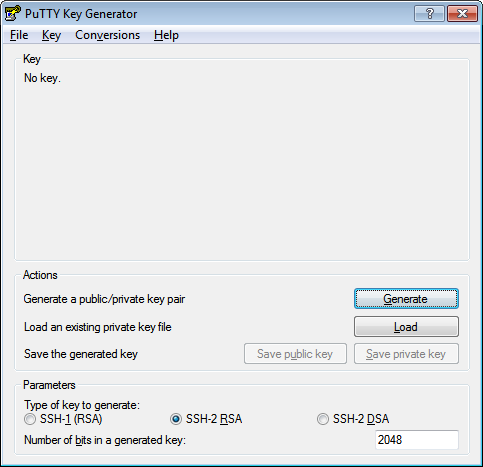 PuTTY Key Generator
File Key Conversions Help
Key
No key.
Actions
Generate a public/private key pair Generate
Load an existing private key file Load
Save the generated key Save public key Save private key
Parameters
Type of key to generate:
SSH-1 (RSA) SSH-2 RSA SSH-2 DSA
Number of bits in a generated key: 2048